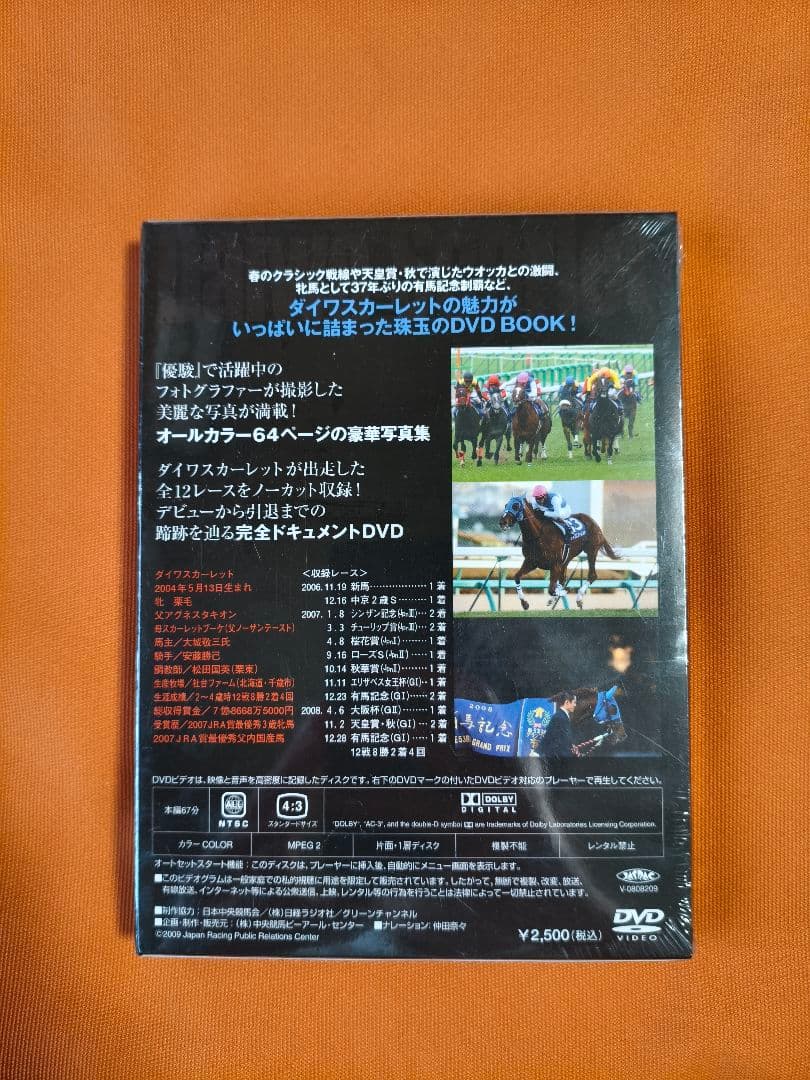 春のクラシック戦線や天皇賞・秋で演じたウオッカとの激闘、
牝馬として37年ぶりの有馬記念制覇など、
ダイワスカーレットの魅力が
いっぱいに詰まった珠玉のDVD BOOK！
『優駿』で活躍中の
フォトグラファーが撮影した
美麗な写真が満載！
オールカラー64ページの豪華写真集
ダイワスカーレットが出走した
全12レースをノーカット収録！
デビューから引退までの
蹄跡を辿る完全ドキュメントDVD
ダイワスカーレット
2004年5月13日生まれ
牝 栗毛
父アグネスタキオン
母スカーレットブーケ(父ノーザンテースト)
馬主／大城敬三氏
騎手／安藤勝己
調教師／松田国英(栗東)
生産牧場／社台ファーム(北海道・千歳市)
生涯成績／2〜4歳時12戦8勝2着4回
総収得賞金／7億8668万5000円
受賞歴／2007JRA賞最優秀3歳牝馬
2007JRA賞最優秀父内国産馬
＜収録レース＞
2006.11.19 新馬………………1着
12.16 中京2歳S………1着
2007.1.8 シンザン記念(JpnⅢ)…2着
3.3 チューリップ賞(JpnⅢ)…2着
4.8 桜花賞(JpnⅠ)………1着
9.16 ローズS(JpnⅡ)………1着
10.14 秋華賞(JpnⅠ)………1着
11.11 エリザベス女王杯(GⅠ)…1着
12.23 有馬記念(GⅠ)………2着
2008.4.6 大阪杯(GⅡ)…………1着
11.2 天皇賞・秋(GⅠ)……2着
12.28 有馬記念(GⅠ)………1着
12戦8勝2着4回
2008
馬記念
GRAND PRIX
DVDビデオは、映像と音声を高密度に記録したディスクです。右下のDVDマークの付いたDVDビデオ対応のプレーヤーで再生してください。
本編67分
ALL
NTSC
4:3
スタンダードサイズ
DOLBY
DIGITAL
"DOLBY", "AC-3", and the double-D symbol are trademarks of Dolby Laboratories Licensing Corporation.
カラー COLOR
MPEG 2
片面・1層ディスク
複製不能
レンタル禁止
オートセットスタート機能：このディスクは、プレーヤーに挿入後、自動的にメニュー画面を表示します。
■このビデオグラムは一般家庭での私的視聴に用途を限定して販売されています。したがって、無断で複製、改変、放送、
有線放送、インターネット等による公衆送信、上映、レンタル等の行為を行うことは法律によって一切禁止されています。
V-0808209
■制作協力：日本中央競馬会／(株)日経ラジオ社／グリーンチャンネル
■企画・制作・販売元：(株)中央競馬ピーアール・センター ■ナレーション：仲田奈々
©2009 Japan Racing Public Relations Center
¥2,500(税込)
DVD
VIDEO